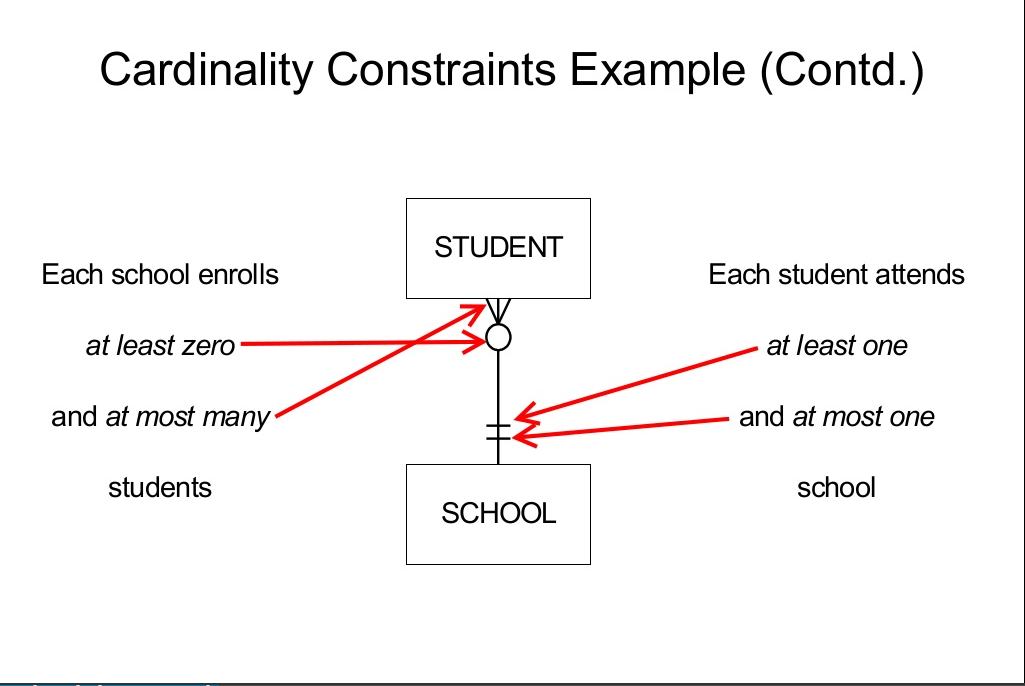 Cardinality Constraints Example (Contd.)
STUDENT
Each school enrolls
at least zero
and at most many
students
Each student attends
at least one
and at most one
school
SCHOOL